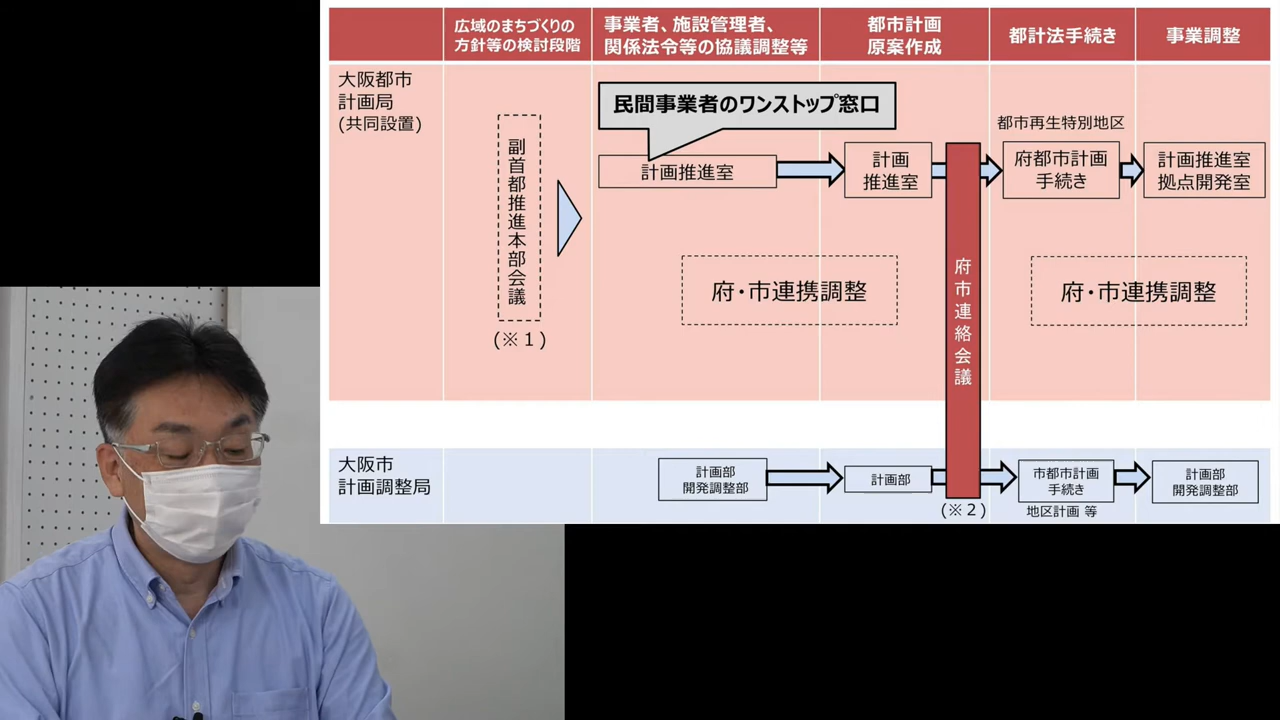 広域のまちづくりの
方針等の検討段階
事業者、施設管理者、
関係法令等の協議調整等
都市計画
原案作成
都計法手続き
事業調整
大阪都市
計画局
(共同設置)
副首都推進本部会議
(※１)
民間事業者のワンストップ窓口
計画推進室
計画
推進室
都市再生特別地区
府都市計画
手続き
計画推進室
拠点開発室
府・市連携調整
府市連絡会議
府・市連携調整
大阪市
計画調整局
計画部
開発調整部
計画部
(※２)
市都市計画
手続き
地区計画 等
計画部
開発調整部